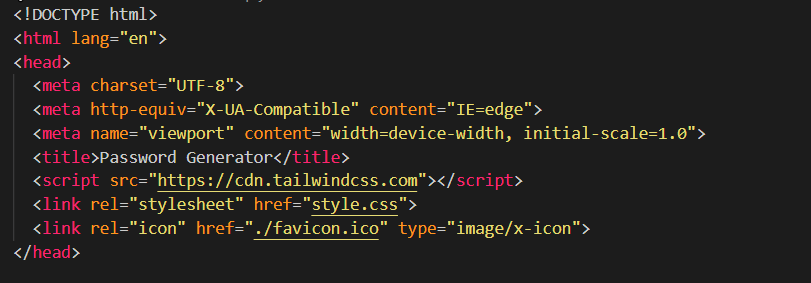 <!DOCTYPE html>
<html lang="en">
<head>
  <meta charset="UTF-8">
  <meta http-equiv="X-UA-Compatible" content="IE=edge">
  <meta name="viewport" content="width=device-width, initial-scale=1.0">
  <title>Password Generator</title>
  <script src="https://cdn.tailwindcss.com"></script>
  <link rel="stylesheet" href="style.css">
  <link rel="icon" href="./favicon.ico" type="image/x-icon">
</head>